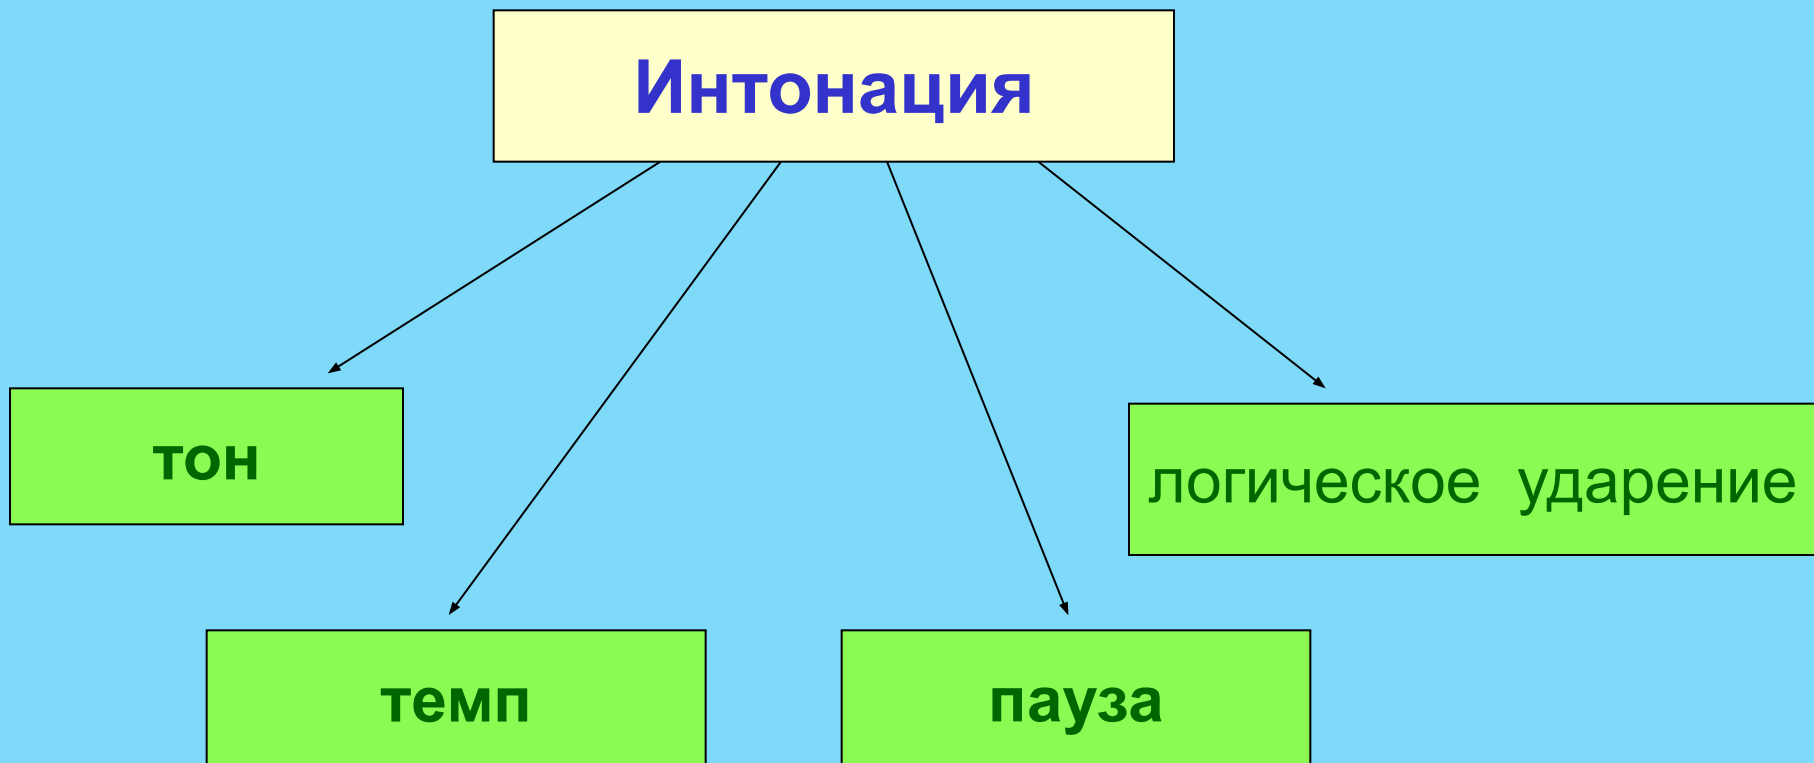 Интонация
тон
логическое ударение
темп
пауза